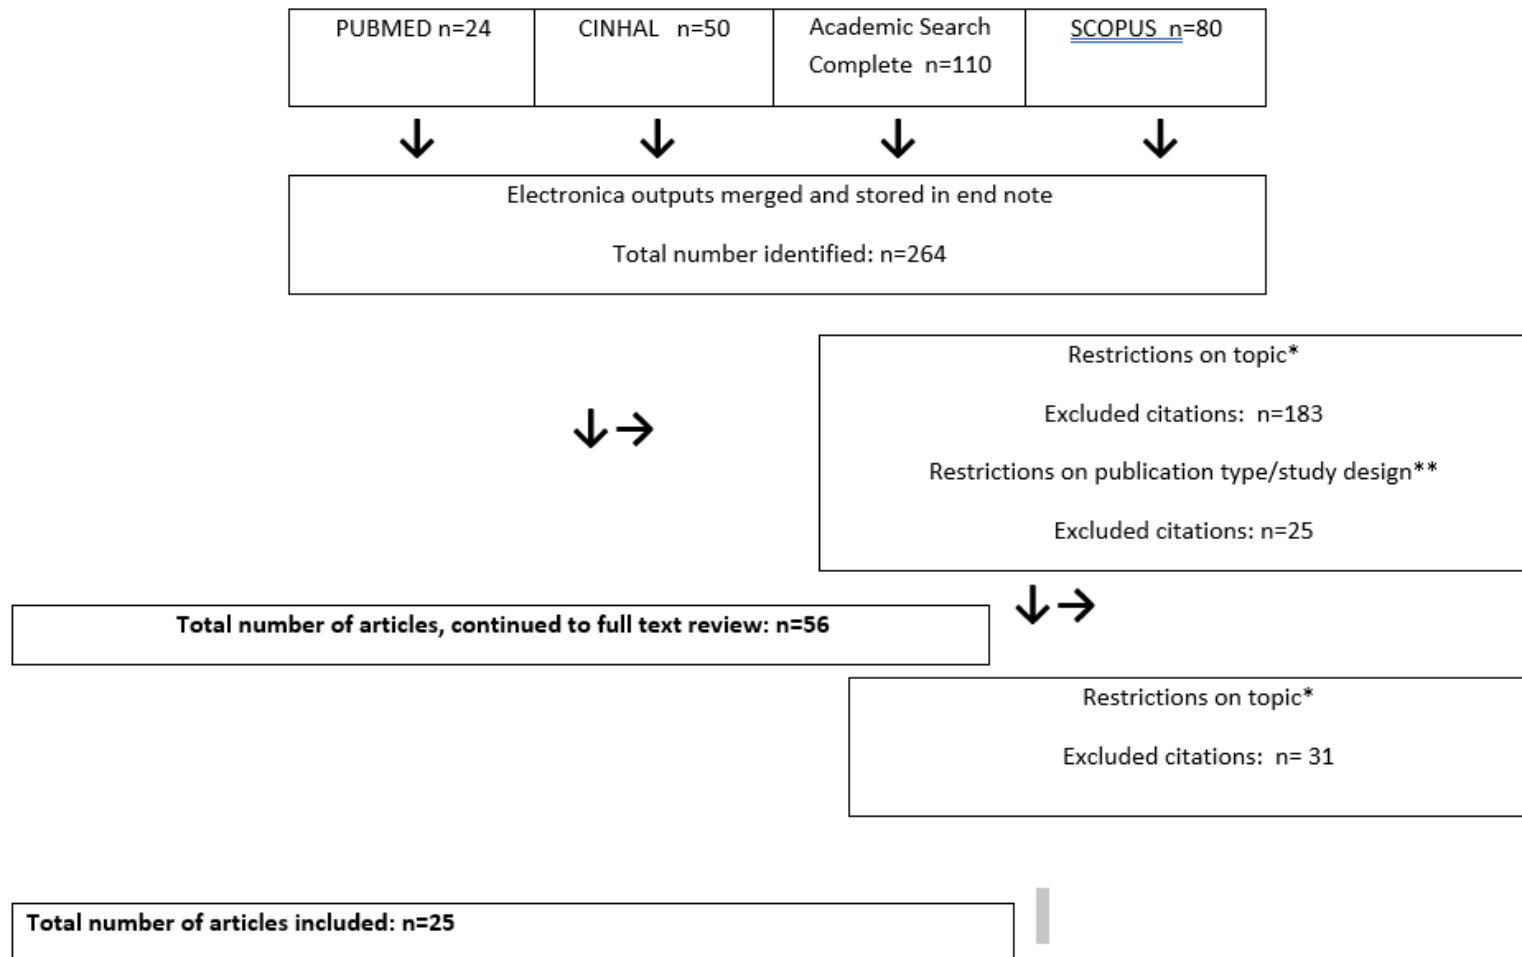 PUBMED n=24
CINHAL n=50
Academic Search
Complete n=110
SCOPUS n=80
Electronica outputs merged and stored in end note
Total number identified: n=264
Restrictions on topic*
Excluded citations: n=183
Restrictions on publication type/study design**
Excluded citations: n=25
Total number of articles, continued to full text review: n=56
Restrictions on topic*
Excluded citations: n= 31
Total number of articles included: n=25